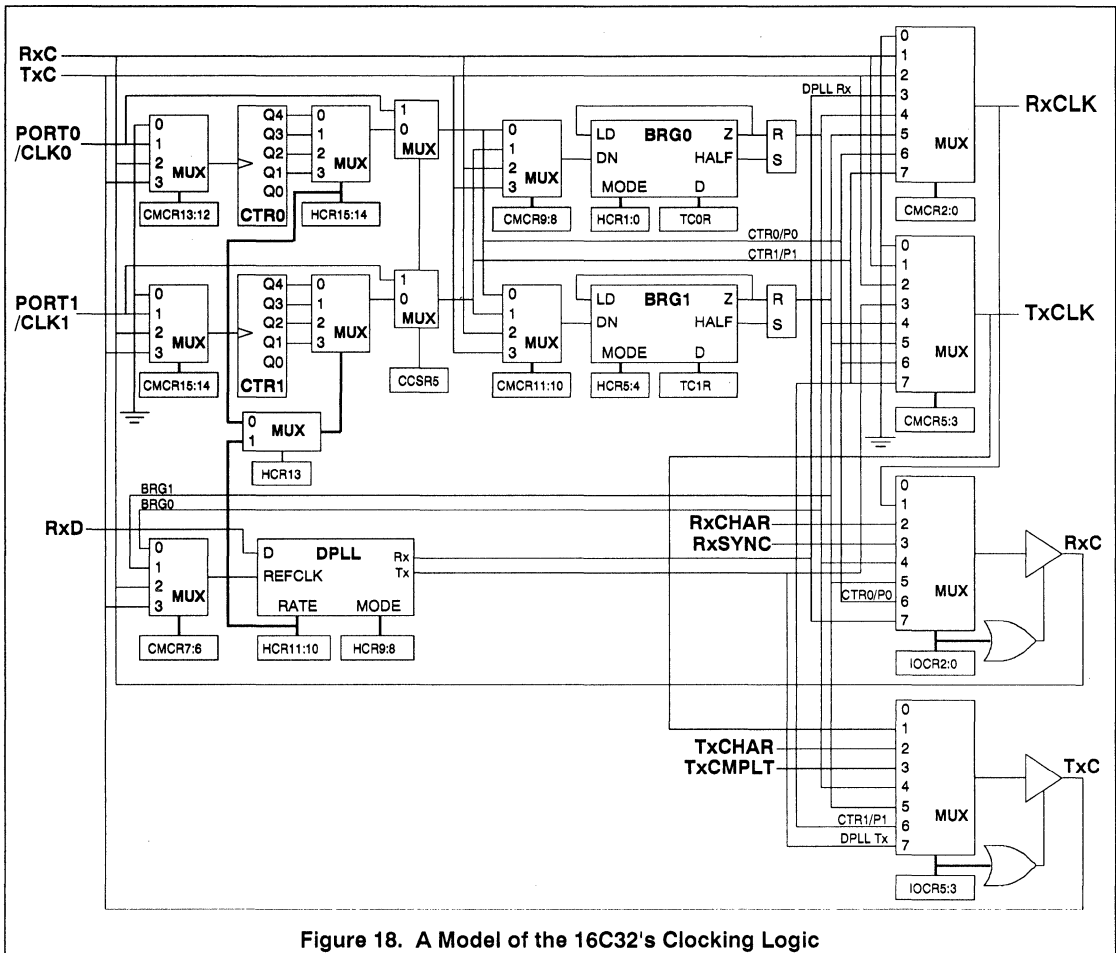 RxC
TxC
PORT0
/CLK0
0
1
2
3
MUX
CMCR13:12
Q4
Q3
Q2
Q1
Q0
CTR0
0
1
2
3
MUX
HCR15:14
1
0
MUX
0
1
2
3
MUX
CMCR9:8
LD BRG0 Z
DN HALF
MODE D
HCR1:0
TC0R
R
S
CTR0/P0
CTR1/P1
DPLL Rx
0
1
2
3
4
5
6
7
MUX
CMCR2:0
RxCLK
PORT1
/CLK1
0
1
2
3
MUX
CMCR15:14
Q4
Q3
Q2
Q1
Q0
CTR1
0
1
2
3
MUX
1
0
MUX
CCSR5
0
1
2
3
MUX
CMCR11:10
LD BRG1 Z
DN HALF
MODE D
HCR5:4
TC1R
R
S
0
1
2
3
4
5
6
7
MUX
CMCR5:3
TxCLK
0
1
MUX
HCR13
BRG1
BRG0
RxD
0
1
2
3
MUX
CMCR7:6
DPLL
D
REFCLK
Rx
Tx
RATE MODE
HCR11:10
HCR9:8
RxCHAR
RxSYNC
CTR0/P0
0
1
2
3
4
5
6
7
MUX
IOCR2:0
RxC
TxCHAR
TxCMPLT
CTR1/P1
DPLL Tx
0
1
2
3
4
5
6
7
MUX
IOCR5:3
TxC
Figure 18. A Model of the 16C32's Clocking Logic